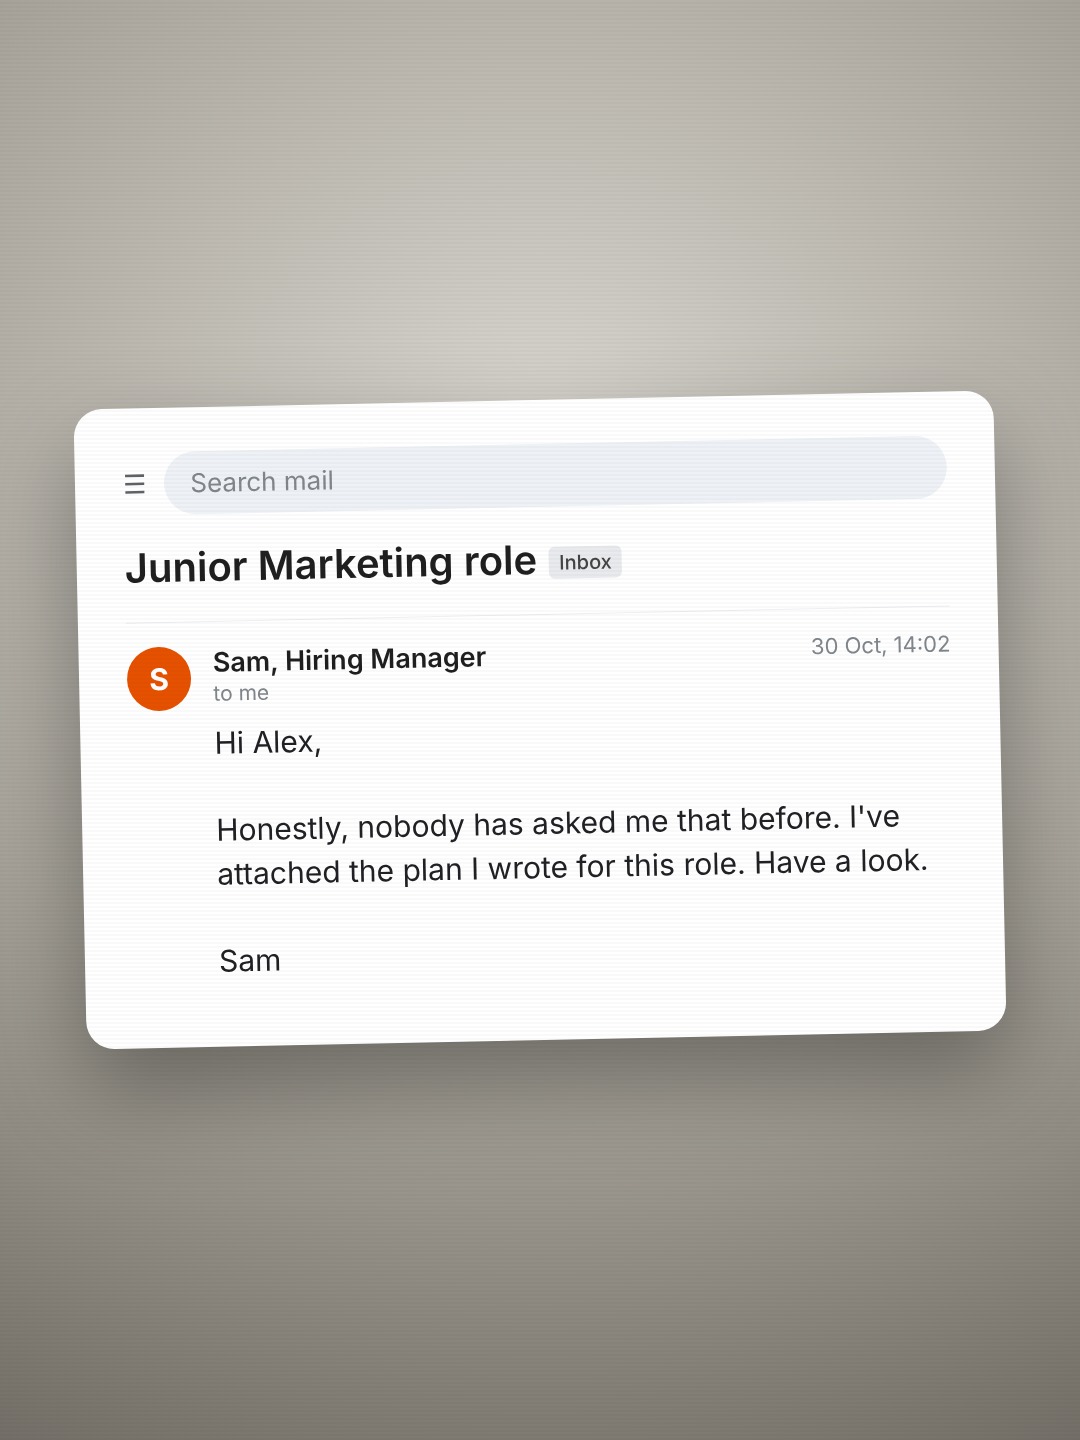 ☰ Search mail
Junior Marketing role Inbox
Sam, Hiring Manager 30 Oct, 14:02
S
to me
Hi Alex,
Honestly, nobody has asked me that before. I've
attached the plan I wrote for this role. Have a look.
Sam